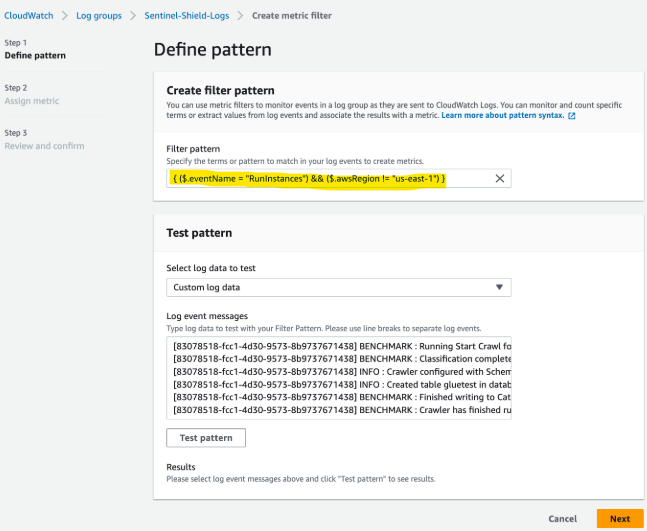 CloudWatch > Log groups > Sentinel-Shield-Logs > Create metric filter
Step 1
Define pattern
Step 2
Assign metric
Step 3
Review and confirm
Define pattern
Create filter pattern
You can use metric filters to monitor events in a log group as they are sent to CloudWatch Logs. You can monitor and count specific
terms or extract values from log events and associate the results with a metric. Learn more about pattern syntax.
Filter pattern
Specify the terms or pattern to match in your log events to create metrics.
{ ($.eventName = "RunInstances") && ($.awsRegion != "us-east-1") }
Test pattern
Select log data to test
Custom log data
Log event messages
Type log data to test with your Filter Pattern. Please use line breaks to separate log events.
[83078518-fcc1-4d30-9573-8b9737671438] BENCHMARK : Running Start Crawl fo
[83078518-fcc1-4d30-9573-8b9737671438] BENCHMARK : Classification complete
[83078518-fcc1-4d30-9573-8b9737671438] INFO : Crawler configured with Schem
[83078518-fcc1-4d30-9573-8b9737671438] INFO : Created table gluetest in datab
[83078518-fcc1-4d30-9573-8b9737671438] BENCHMARK : Finished writing to Cat
[83078518-fcc1-4d30-9573-8b9737671438] BENCHMARK : Crawler has finished ru
Test pattern
Results
Please select log event messages above and click "Test pattern" to see results.
Cancel
Next